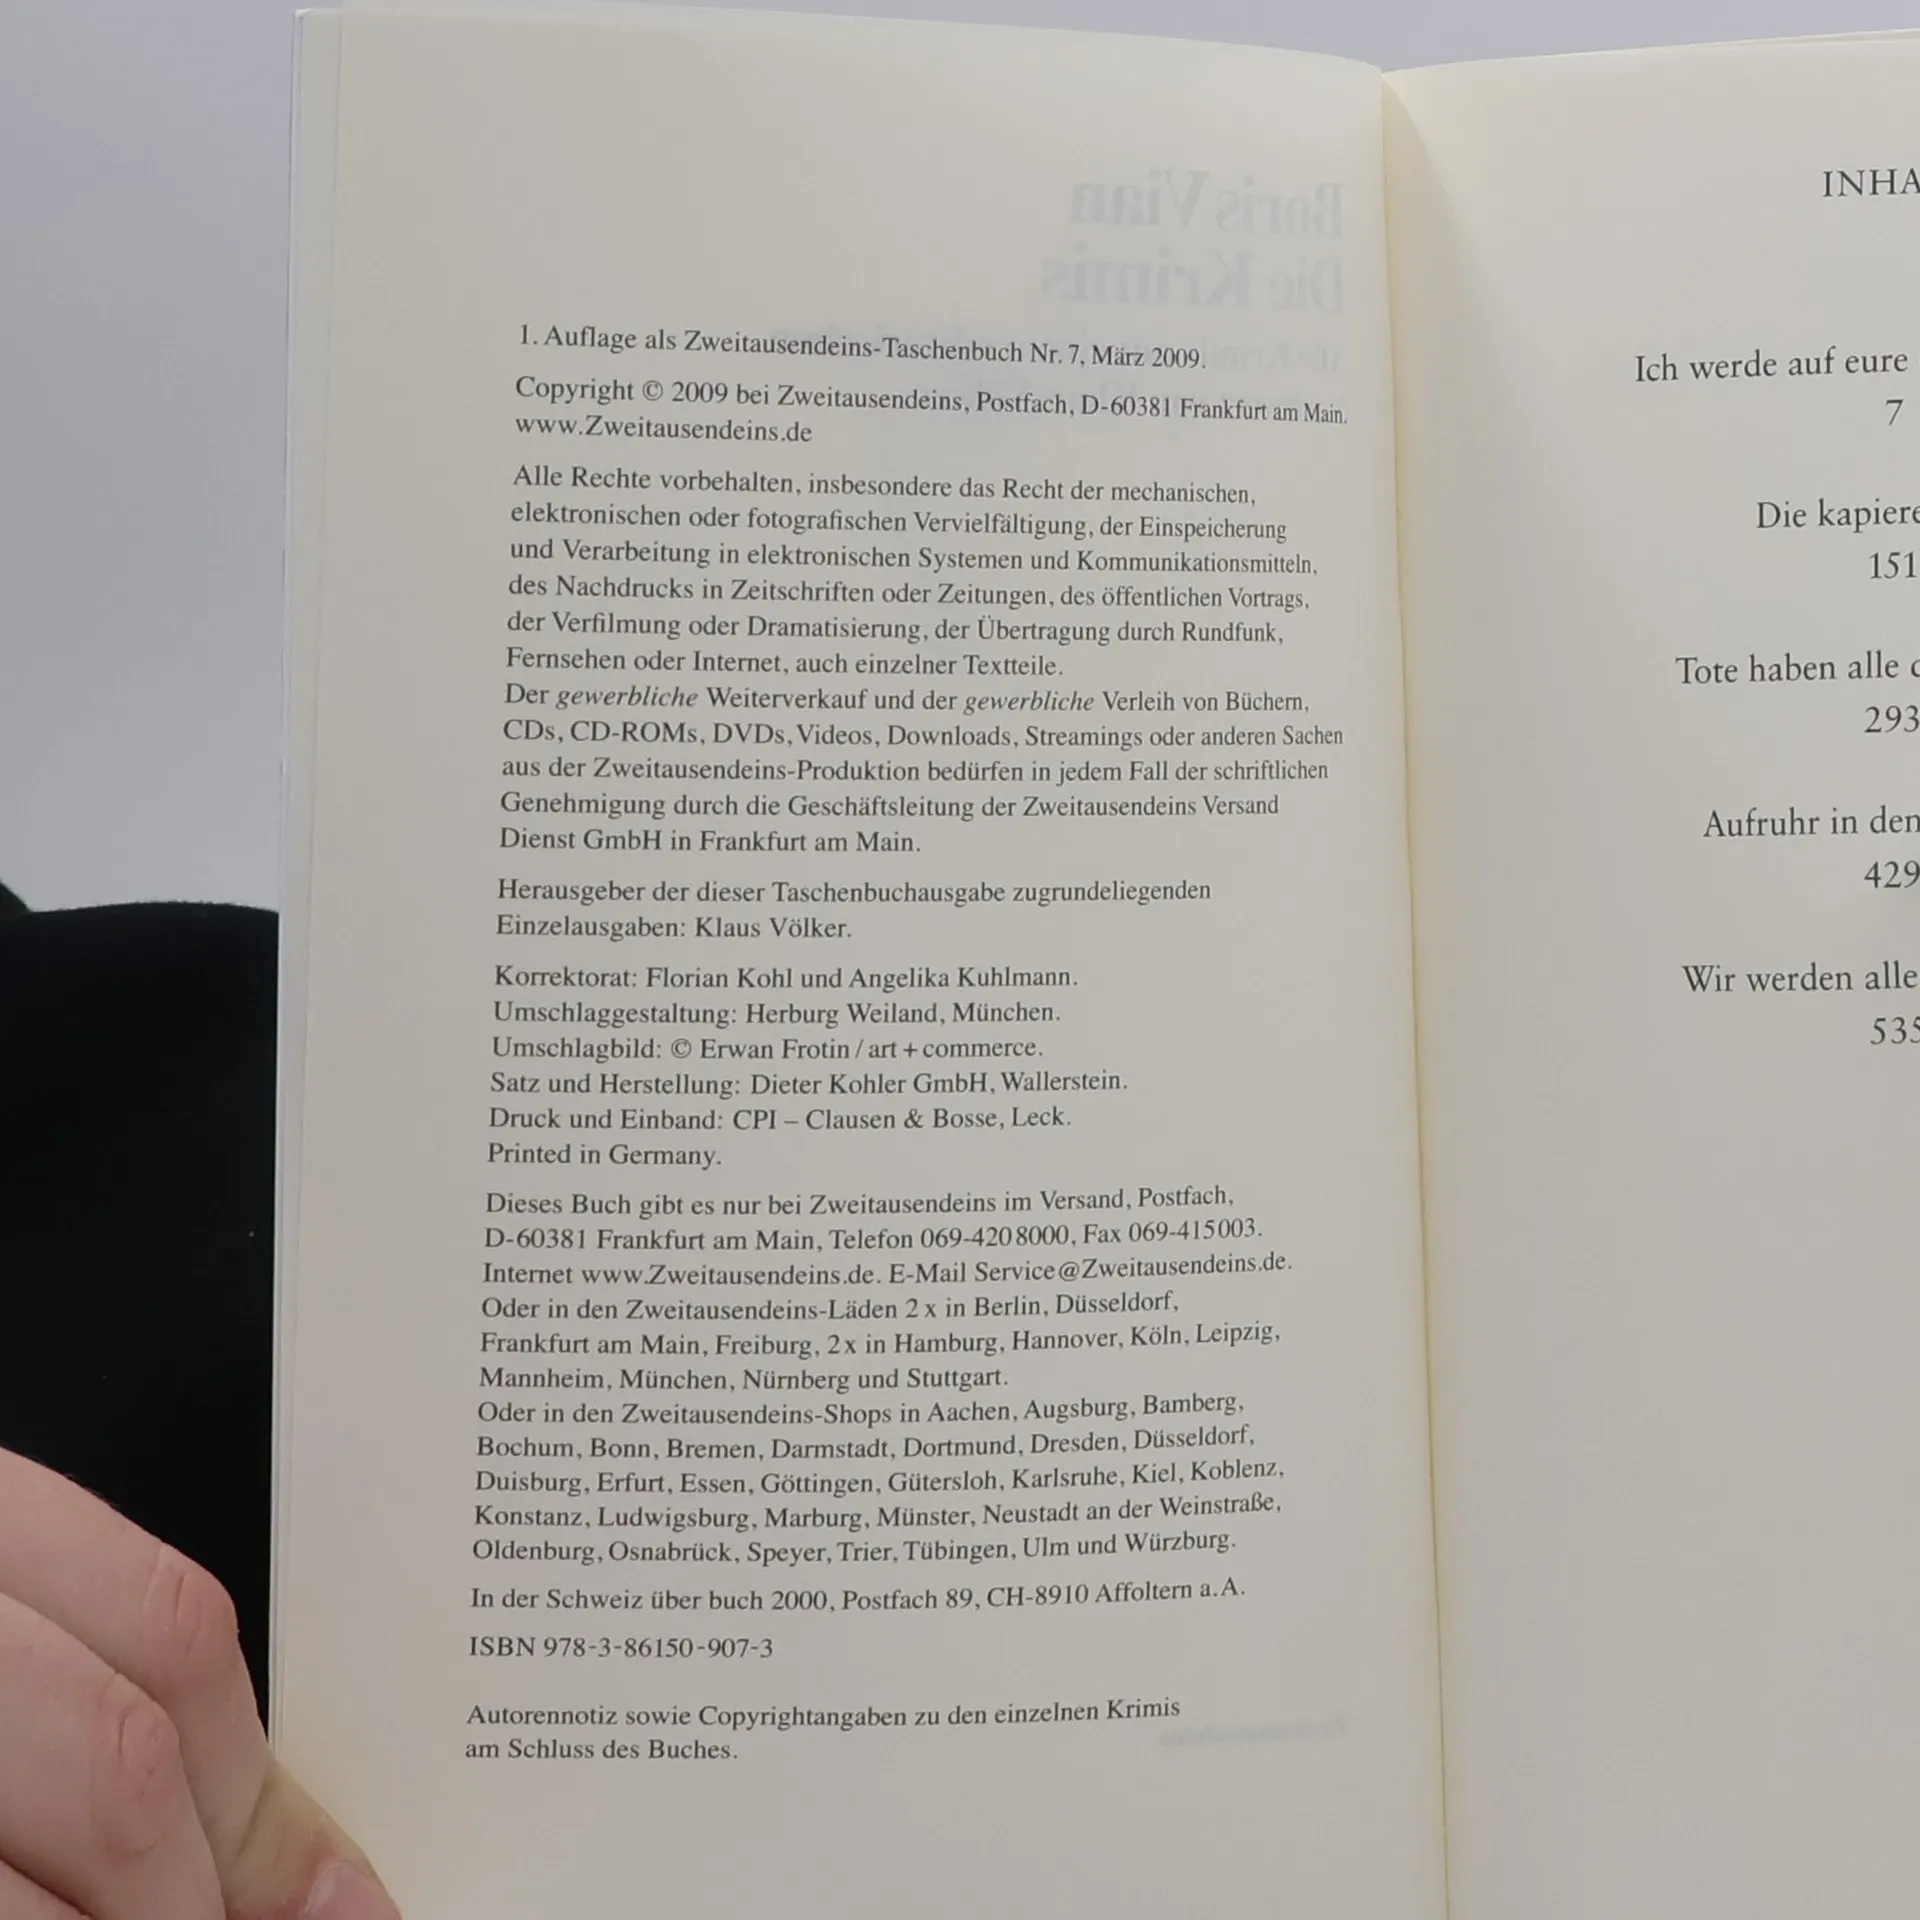 1. Auflage als Zweitausendeins-Taschenbuch Nr. 7, März 2009.
Copyright © 2009 bei Zweitausendeins, Postfach, D-60381 Frankfurt am Main.
www.Zweitausendeins.de
Alle Rechte vorbehalten, insbesondere das Recht der mechanischen,
elektronischen oder fotografischen Vervielfältigung, der Einspeicherung
und Verarbeitung in elektronischen Systemen und Kommunikationsmitteln,
des Nachdrucks in Zeitschriften oder Zeitungen, des öffentlichen Vortrags,
der Verfilmung oder Dramatisierung, der Übertragung durch Rundfunk,
Fernsehen oder Internet, auch einzelner Textteile.
Der gewerbliche Weiterverkauf und der gewerbliche Verleih von Büchern,
CDs, CD-ROMs, DVDs, Videos, Downloads, Streamings oder anderen Sachen
aus der Zweitausendeins-Produktion bedürfen in jedem Fall der schriftlichen
Genehmigung durch die Geschäftsleitung der Zweitausendeins Versand
Dienst GmbH in Frankfurt am Main.
Herausgeber der dieser Taschenbuchausgabe zugrundeliegenden
Einzelausgaben: Klaus Völker.
Korrektorat: Florian Kohl und Angelika Kuhlmann.
Umschlaggestaltung: Herburg Weiland, München.
Umschlagbild: © Erwan Frotin / art + commerce.
Satz und Herstellung: Dieter Kohler GmbH, Wallerstein.
Druck und Einband: CPI – Clausen & Bosse, Leck.
Printed in Germany.
Dieses Buch gibt es nur bei Zweitausendeins im Versand, Postfach,
D-60381 Frankfurt am Main, Telefon 069-420 8000, Fax 069-415 003.
Internet www.Zweitausendeins.de. E-Mail Service@Zweitausendeins.de.
Oder in den Zweitausendeins-Läden 2 x in Berlin, Düsseldorf,
Frankfurt am Main, Freiburg, 2 x in Hamburg, Hannover, Köln, Leipzig,
Mannheim, München, Nürnberg und Stuttgart.
Oder in den Zweitausendeins-Shops in Aachen, Augsburg, Bamberg,
Bochum, Bonn, Bremen, Darmstadt, Dortmund, Dresden, Düsseldorf,
Duisburg, Erfurt, Essen, Göttingen, Gütersloh, Karlsruhe, Kiel, Koblenz,
Konstanz, Ludwigsburg, Marburg, Münster, Neustadt an der Weinstraße,
Oldenburg, Osnabrück, Speyer, Trier, Tübingen, Ulm und Würzburg.
In der Schweiz über buch 2000, Postfach 89, CH-8910 Affoltern a. A.
ISBN 978-3-86150-907-3
Autorennotiz sowie Copyrightangaben zu den einzelnen Krimis
am Schluss des Buches.
INHA
Ich werde auf eure
7
Die kapiere
151
Tote haben alle
293
Aufruhr in den
429
Wir werden alle
535